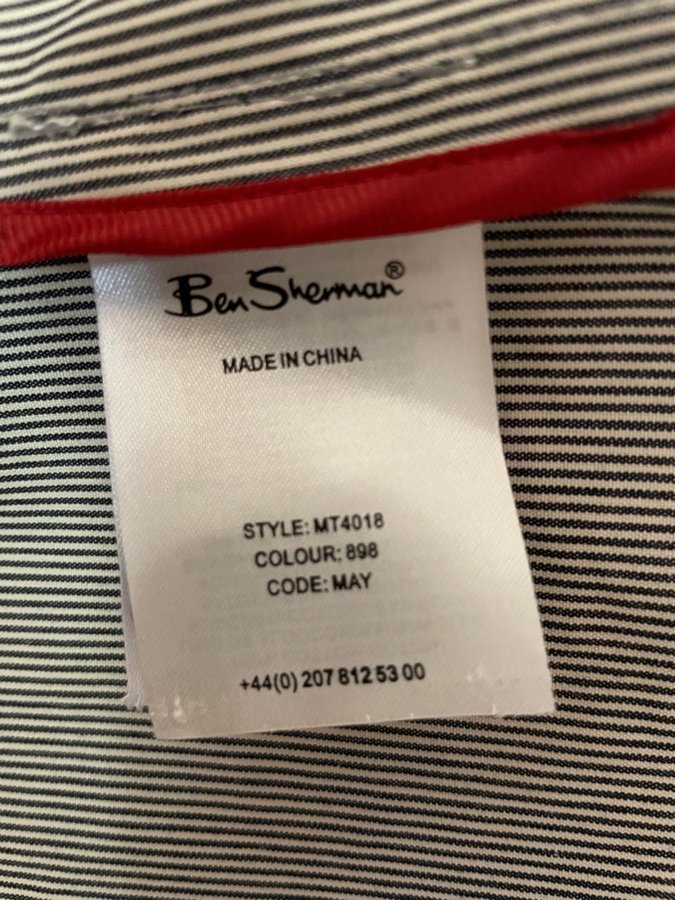 Ben Sherman®
MADE IN CHINA
STYLE: MT4018
COLOUR: 898
CODE: MAY
+44(0) 207 812 53 00